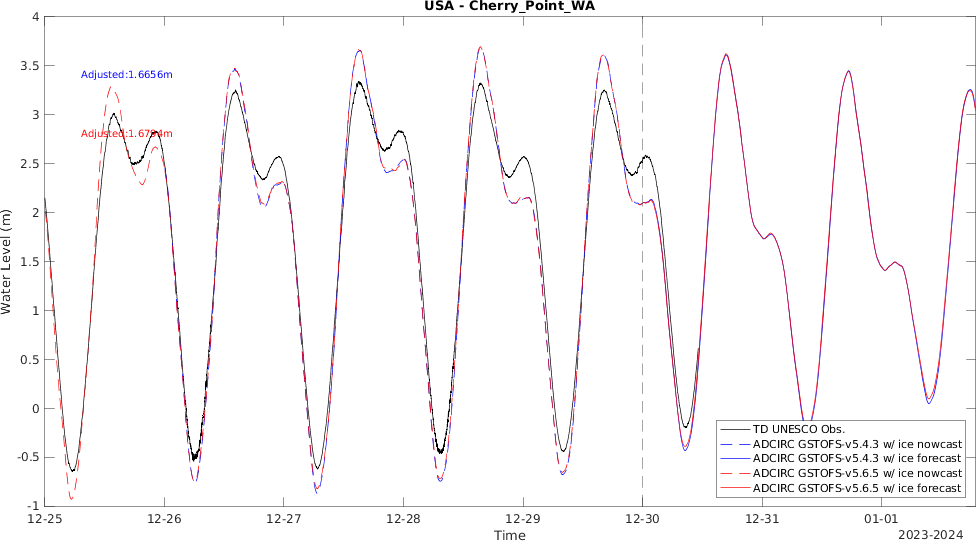 USA - Cherry_Point_WA
4
3.5
3
2.5
2
1.5
1
0.5
0
-0.5
-1
Water Level (m)
Adjusted:1.6656m
TD UNESCO Obs.
ADCIRC GSTOFS-v5.4.3 w/ ice nowcast
ADCIRC GSTOFS-v5.4.3 w/ ice forecast
ADCIRC GSTOFS-v5.6.5 w/ ice nowcast
ADCIRC GSTOFS-v5.6.5 w/ ice forecast
12-25 12-26 12-27 12-28 12-29 12-30 12-31 01-01
Time
2023-2024